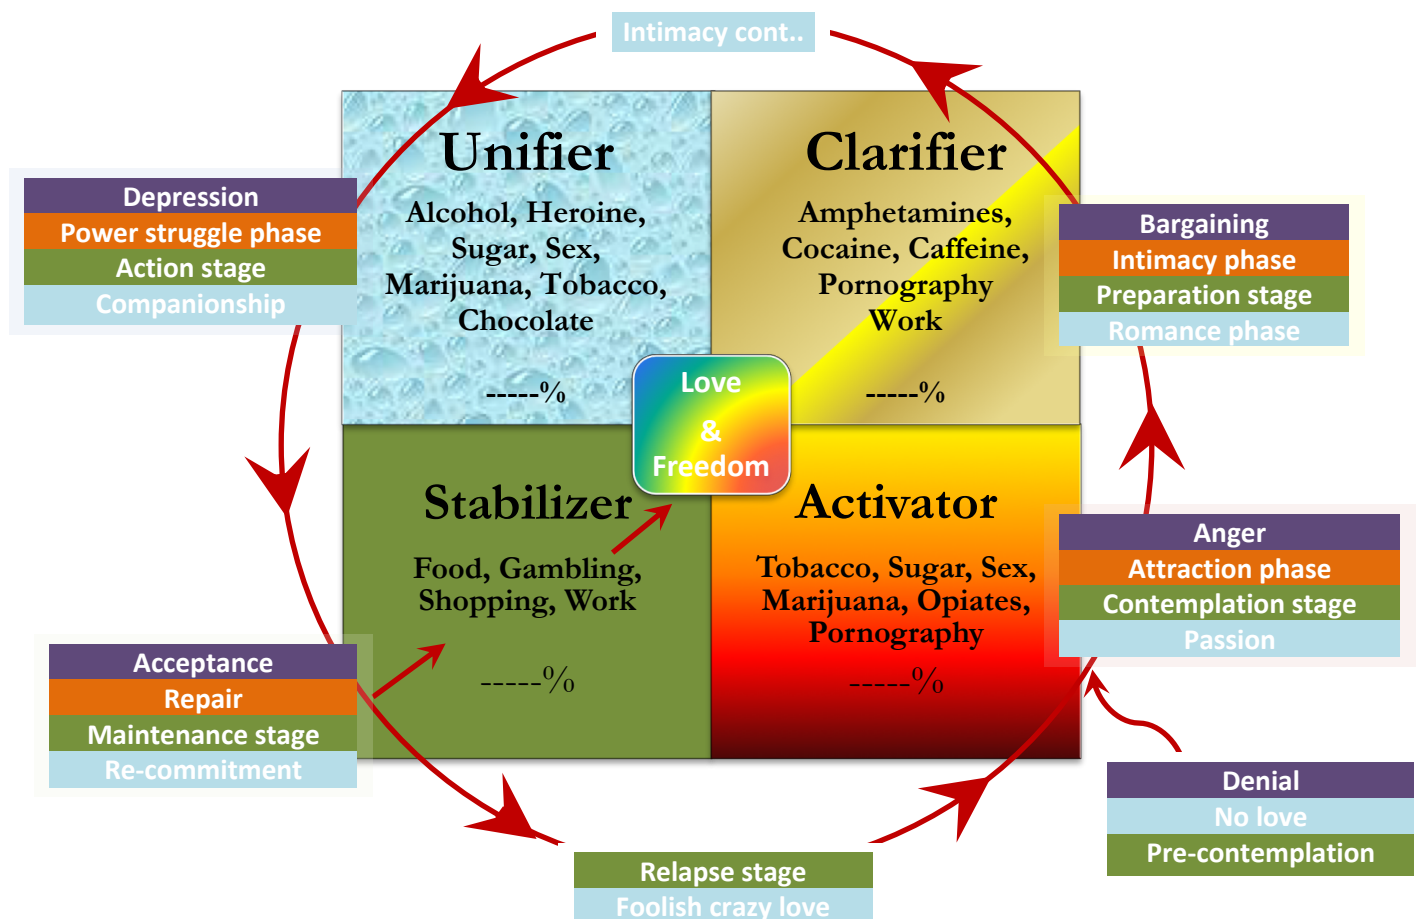 Intimacy cont..
Unifier
Alcohol, Heroine,
Sugar, Sex,
Marijuana, Tobacco,
Chocolate
-----%
Clarifier
Amphetamines,
Cocaine, Caffeine,
Pornography
Work
-----%
Depression
Power struggle phase
Action stage
Companionship
Bargaining
Intimacy phase
Preparation stage
Romance phase
Love
&
Freedom
Stabilizer
Food, Gambling,
Shopping, Work
-----%
Activator
Tobacco, Sugar, Sex,
Marijuana, Opiates,
Pornography
-----%
Anger
Attraction phase
Contemplation stage
Passion
Acceptance
Repair
Maintenance stage
Re-commitment
Denial
No love
Pre-contemplation
Relapse stage
Foolish crazy love